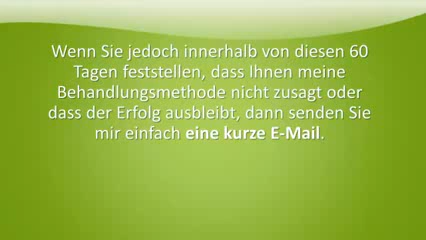 Wenn Sie jedoch innerhalb von diesen 60
Tagen feststellen, dass Ihnen meine
Behandlungsmethode nicht zusagt oder
dass der Erfolg ausbleibt, dann senden Sie
mir einfach eine kurze E-Mail.